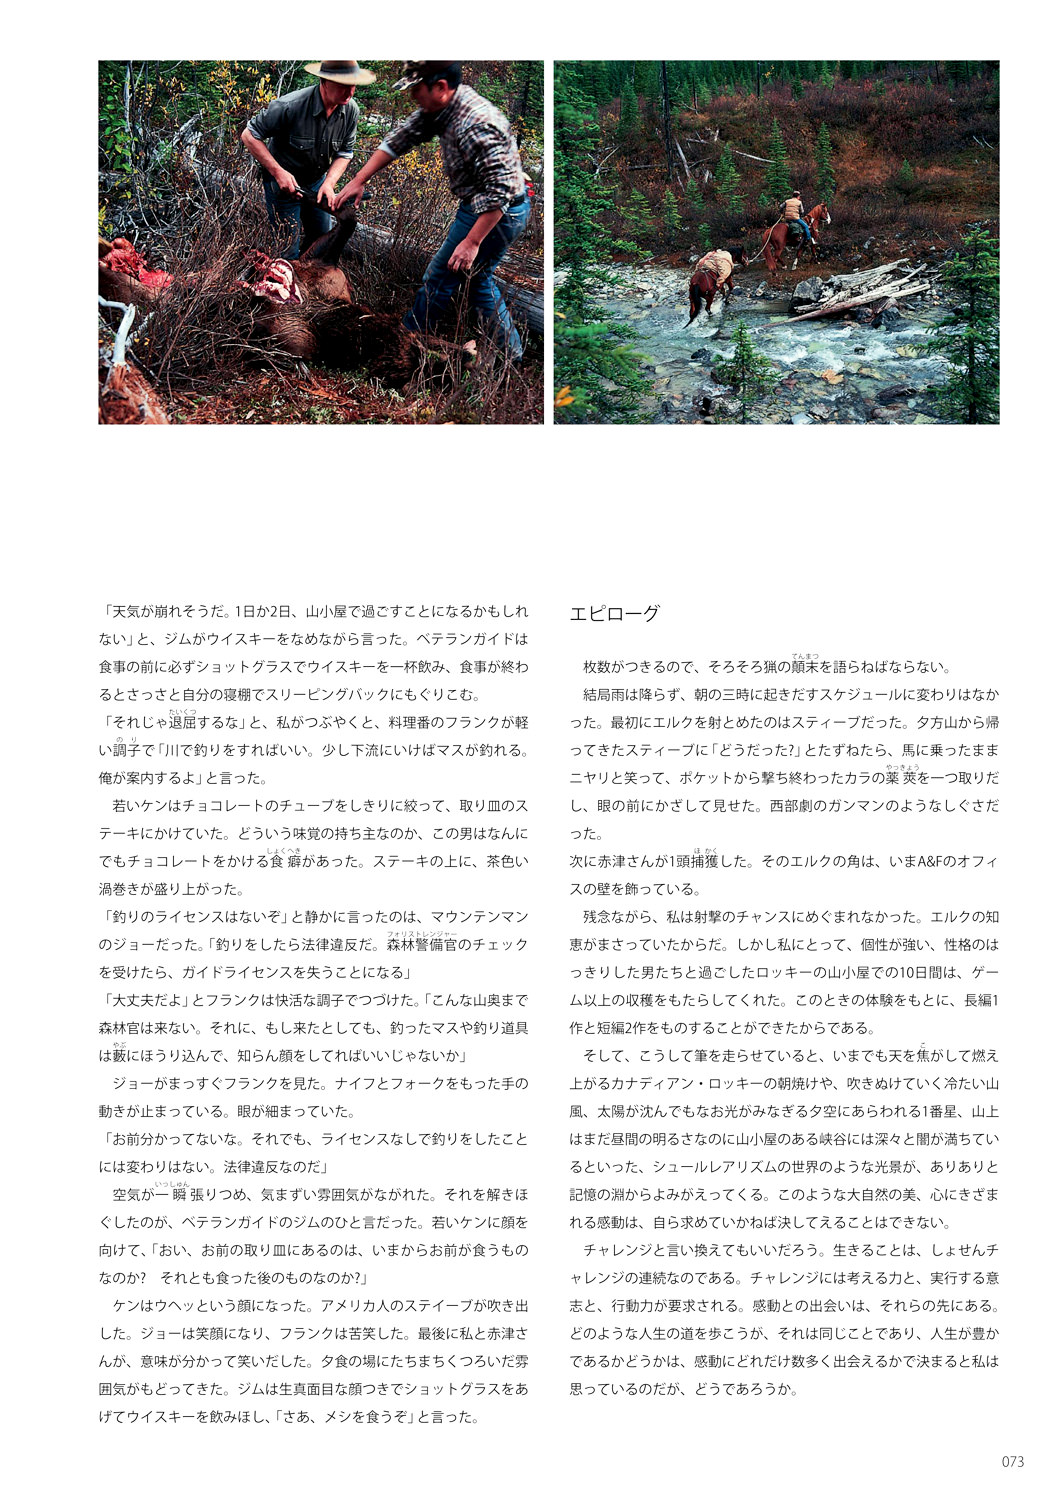 「天気が崩れそうだ。1日か2日、山小屋で過ごすことになるかもしれ
ない」と、ジムがウイスキーをなめながら言った。ベテランガイドは
食事の前に必ずショットグラスでウイスキーを一杯飲み、食事が終わ
るとさっさと自分の寝棚でスリーピングバックにもぐりこむ。
「それじゃ退屈するな」と、私がつぶやくと、料理番のフランクが軽
い調子で「川で釣りをすればいい。少し下流にいけばマスが釣れる。
俺が案内するよ」と言った。
若いケンはチョコレートのチューブをしきりに絞って、取り皿のス
テーキにかけていた。どういう味覚の持ち主なのか、この男はなんに
でもチョコレートをかける食癖があった。ステーキの上に、茶色い
渦巻きが盛り上がった。
「釣りのライセンスはないぞ」と静かに言ったのは、マウンテンマン
のジョーだった。「釣りをしたら法律違反だ。森林警備官のチェック
を受けたら、ガイドライセンスを失うことになる」
「大丈夫だよ」とフランクは快活な調子でつづけた。「こんな山奥まで
森林官は来ない。それに、もし来たとしても、釣ったマスや釣り道具
は藪にほうり込んで、知らん顔をしてればいいじゃないか」
ジョーがまっすぐフランクを見た。ナイフとフォークをもった手の
動きが止まっている。眼が細まっていた。
「お前分かってないな。それでも、ライセンスなしで釣りをしたこと
には変わりはない。法律違反なのだ」
空気が一瞬張りつめ、気まずい雰囲気がながれた。それを解きほ
ぐしたのが、ベテランガイドのジムのひと言だった。若いケンに顔を
向けて、「おい、お前の取り皿にあるのは、いまからお前が食うもの
なのか? それとも食った後のものなのか?」
ケンはウヘッという顔になった。アメリカ人のステイーブが吹き出
した。ジョーは笑顔になり、フランクは苦笑した。最後に私と赤津さ
んが、意味が分かって笑いだした。夕食の場にたちまちくつろいだ雰
囲気がもどってきた。ジムは生真面目な顔つきでショットグラスをあ
げてウイスキーを飲みほし、「さあ、メシを食うぞ」と言った。
エピローグ
枚数がつきるので、そろそろ猟の顛末を語らねばならない。
結局雨は降らず、朝の三時に起きだすスケジュールに変わりはなか
った。最初にエルクを射とめたのはスティーブだった。夕方山から帰
ってきたスティーブに「どうだった?」とたずねたら、馬に乗ったまま
ニヤリと笑って、ポケットから撃ち終わったカラの薬莢を一つ取りだ
し、眼の前にかざして見せた。西部劇のガンマンのようなしぐさだ
った。
次に赤津さんが1頭捕獲した。そのエルクの角は、いまA&Fのオフィ
スの壁を飾っている。
残念ながら、私は射撃のチャンスにめぐまれなかった。エルクの知
恵がまさっていたからだ。しかし私にとって、個性が強い、性格のは
っきりした男たちと過ごしたロッキーの山小屋での10日間は、ゲー
ム以上の収穫をもたらしてくれた。このときの体験をもとに、長編1
作と短編2作をものすることができたからである。
そして、こうして筆を走らせていると、いまでも天を焦がして燃え
上がるカナディアン・ロッキーの朝焼けや、吹きぬけていく冷たい山
風、太陽が沈んでもなお光がみなぎる夕空にあらわれる1番星、山上
はまだ昼間の明るさなのに山小屋のある峡谷には深々と闇が満ちてい
るといった、シュールレアリズムの世界のような光景が、ありありと
記憶の淵からよみがえってくる。このような大自然の美、心にきざま
れる感動は、自ら求めていかねば決してえることはできない。
チャレンジと言い換えてもいいだろう。生きることは、しょせんチ
ャレンジの連続なのである。チャレンジには考える力と、実行する意
志と、行動力が要求される。感動との出会いは、それらの先にある。
どのような人生の道を歩こうが、それは同じことであり、人生が豊か
であるかどうかは、感動にどれだけ数多く出会えるかで決まると私は
思っているのだが、どうであろうか。
073